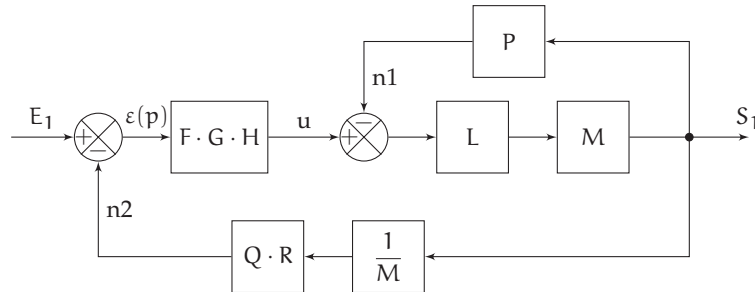 P
n1
E₁
+
−
ε(p)
F · G · H
u
+
−
L
M
S₁
n2
Q · R
1
M